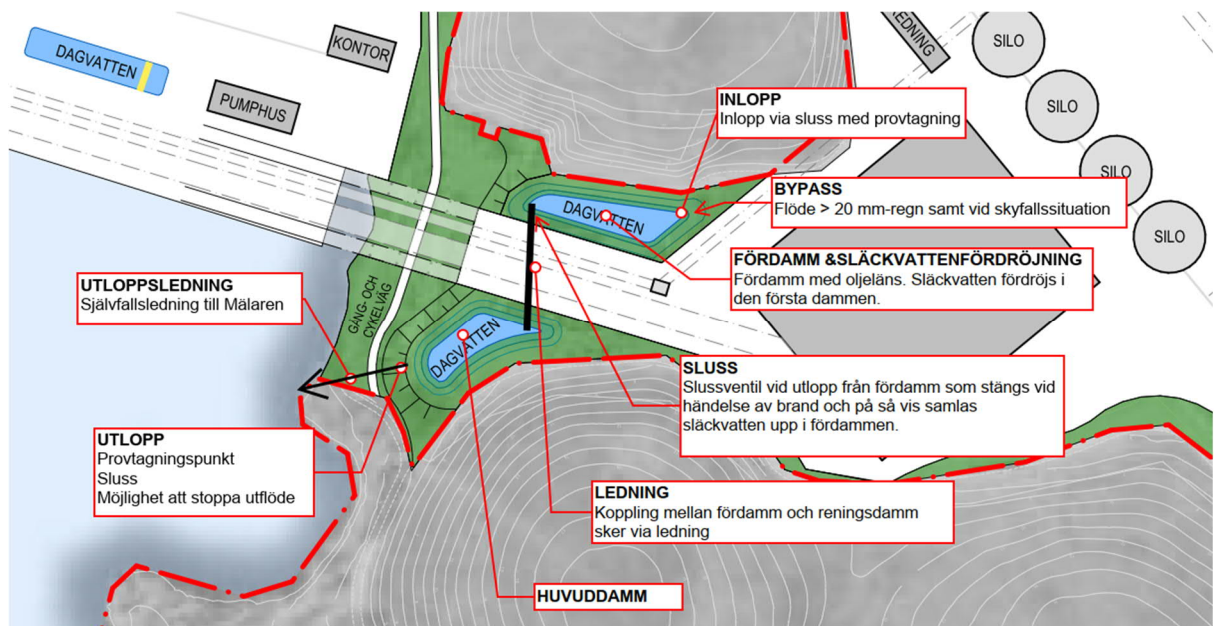 DAGVATTEN
KONTOR
PUMPHUS
SILO
SILO
SILO
SILO
INLOPP
Inlopp via sluss med provtagning
BYPASS
Flöde > 20 mm-regn samt vid skyfallssituation
DAGVATTEN
FÖRDAMM &SLÄCKVATTENFÖRDRÖJNING
Fördamm med oljeläns. Släckvatten fördröjs i
den första dammen.
UTLOPPSLEDNING
Självfallsledning till Mälaren
GÅNG- OCH
CYKELVÄG
DAGVATTEN
SLUSS
Slussventil vid utlopp från fördamm som stängs vid
händelse av brand och på så vis samlas
släckvatten upp i fördammen.
UTLOPP
Provtagningspunkt
Sluss
Möjlighet att stoppa utflöde
LEDNING
Koppling mellan fördamm och reningsdamm
sker via ledning
HUVUDDAMM